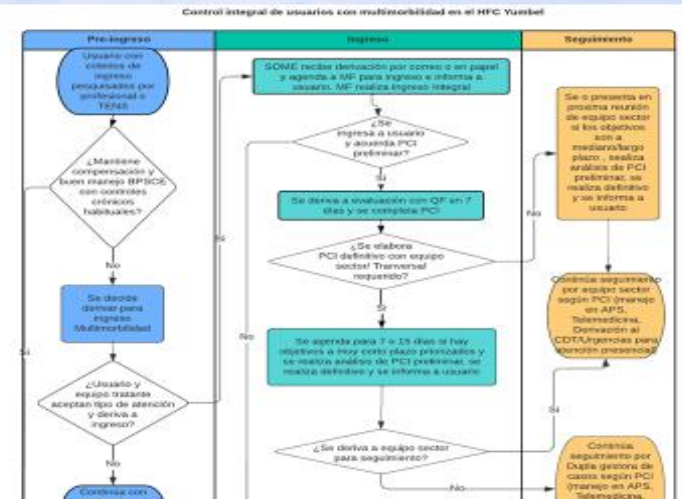 Control integral de usuarios con multimorbilidad en el HFC Yumbel
Pre-ingreso
Ingreso
Seguimiento
Usuario con
criterios de
ingreso
pesquisados por
profesional o
TENS
¿Mantiene
compensación y
buen manejo BPSCE
con controles
crónicos
habituales?
No
Si
Se decide
derivar para
ingreso
Multimorbilidad
¿Usuario y
equipo tratante
aceptan tipo de atención
y deriva a
ingreso?
Si
No
Continua con
SOME recibe derivación por correo o en papel
y agenda a MF para ingreso e informa a
usuario. MF realiza ingreso integral
¿Se
ingresa a usuario
y acuerda PCI
preliminar?
Si
No
Se deriva a evaluación con QF en 7
días y se completa PCI
¿Se elabora
PCI definitivo con equipo
sector/ Tranversal
requerido?
No
Si
Se agenda para 7 a 15 días si hay
objetivos a muy corto plazo priorizados y
se realiza análisis de PCI preliminar, se
realiza definitivo y se informa a usuario
¿Se deriva a equipo sector
para seguimiento?
Si
No
Se o presenta en
proxima reunión
de equipo sector
si los objetivos
son a
mediano/largo
plazo , sealiza
análisis de PCI
preliminar, se
realiza definitivo
y se informa a
usuario
Continúa seguimiento
por equipo sector
según PCI (manejo
en APS,
Telemedicina,
Derivación al
CDT/Urgencias para
atención presencial)
Continúa
seguimiento por
Dupla gestora de
casos según PCI
(manejo en APS,
Telemedicina,